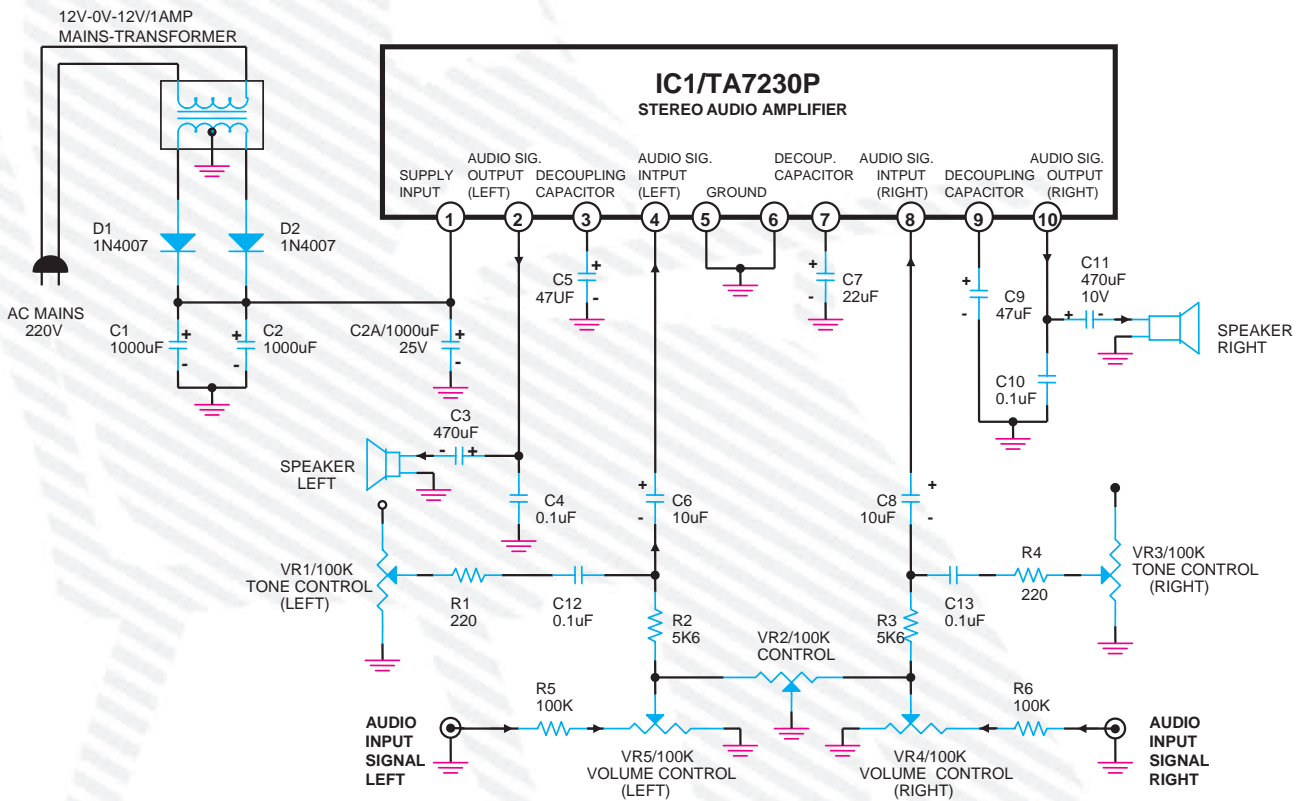 12V-0V-12V/1AMP
MAINS-TRANSFORMER
IC1/TA7230P
STEREO AUDIO AMPLIFIER
SUPPLY
INPUT
AUDIO SIG.
OUTPUT
(LEFT)
DECOUPLING
CAPACITOR
AUDIO SIG.
INTPUT
(LEFT)
GROUND
DECOUP.
CAPACITOR
AUDIO SIG.
INTPUT
(RIGHT)
DECOUPLING
CAPACITOR
AUDIO SIG.
OUTPUT
(RIGHT)
1
2
3
4
5
6
7
8
9
10
D1
1N4007
D2
1N4007
AC MAINS
220V
C1
1000uF
+
-
C2
1000uF
+
-
C2A/1000uF
25V
+
-
C5
47UF
+
-
C7
22uF
+
-
C9
47uF
+
-
C11
470uF
10V
+
-
SPEAKER
RIGHT
C10
0.1uF
C3
470uF
-
+
SPEAKER
LEFT
C4
0.1uF
C6
10uF
+
-
C8
10uF
+
-
VR1/100K
TONE CONTROL
(LEFT)
R1
220
C12
0.1uF
R2
5K6
R3
5K6
C13
0.1uF
R4
220
VR3/100K
TONE CONTROL
(RIGHT)
VR2/100K
CONTROL
R5
100K
R6
100K
AUDIO
INPUT
SIGNAL
LEFT
VR5/100K
VOLUME CONTROL
(LEFT)
VR4/100K
VOLUME CONTROL
(RIGHT)
AUDIO
INPUT
SIGNAL
RIGHT